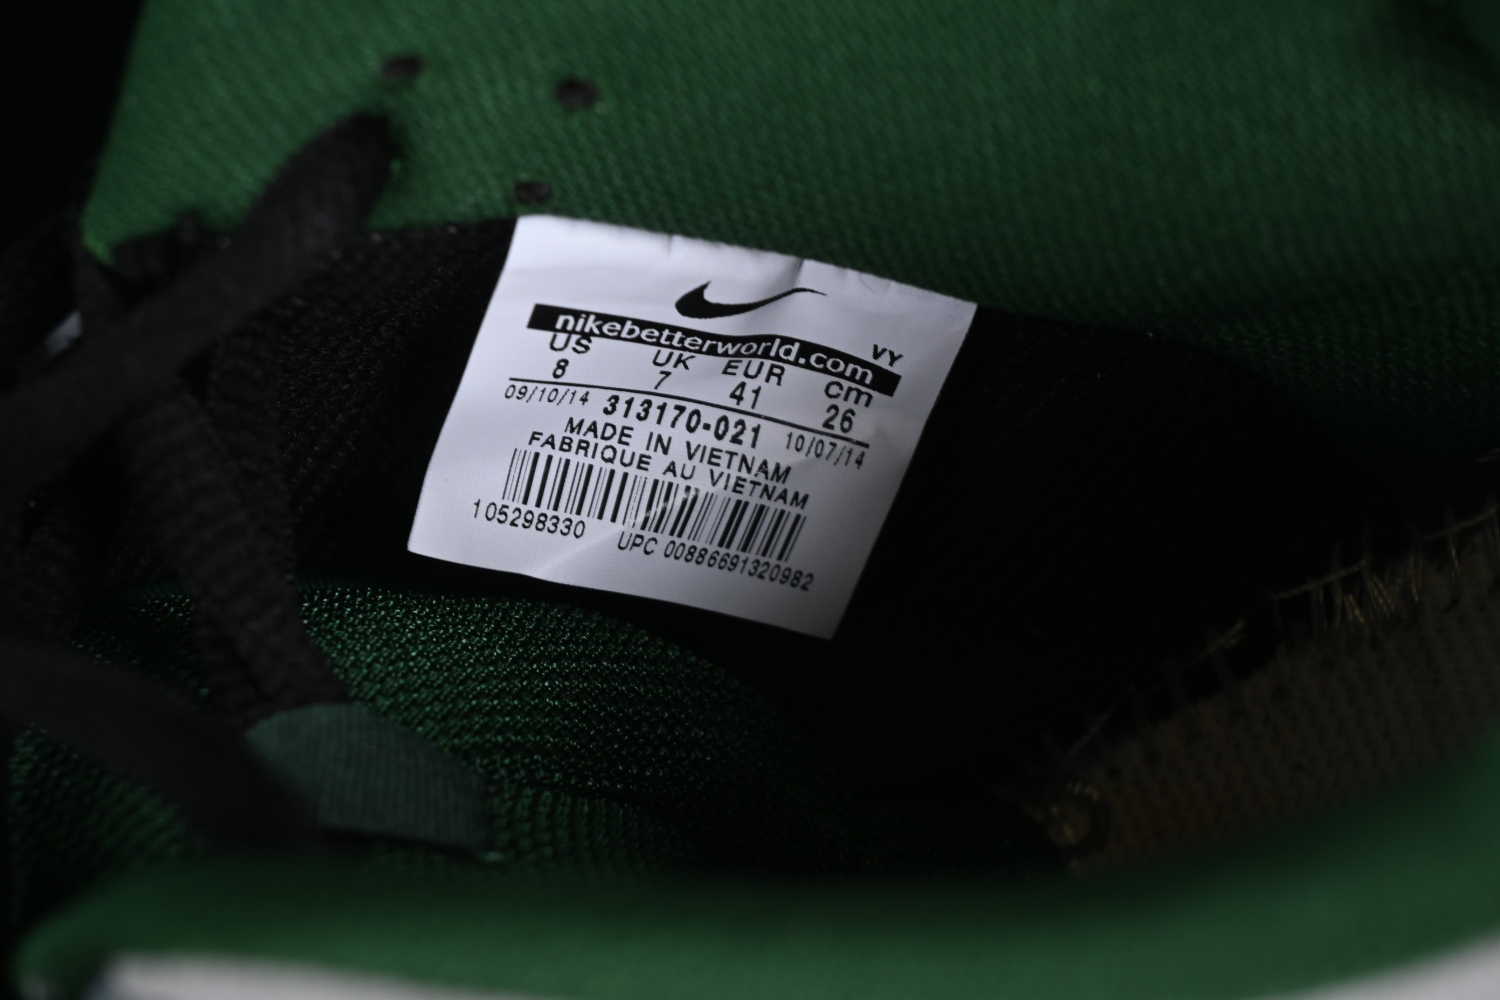 nikebetterworld.com VY
US UK EUR cm
8 7 41 26
09/10/14 313170-021 10/07/14
MADE IN VIETNAM
FABRIQUE AU VIETNAM
105298330 UPC 00886691320982